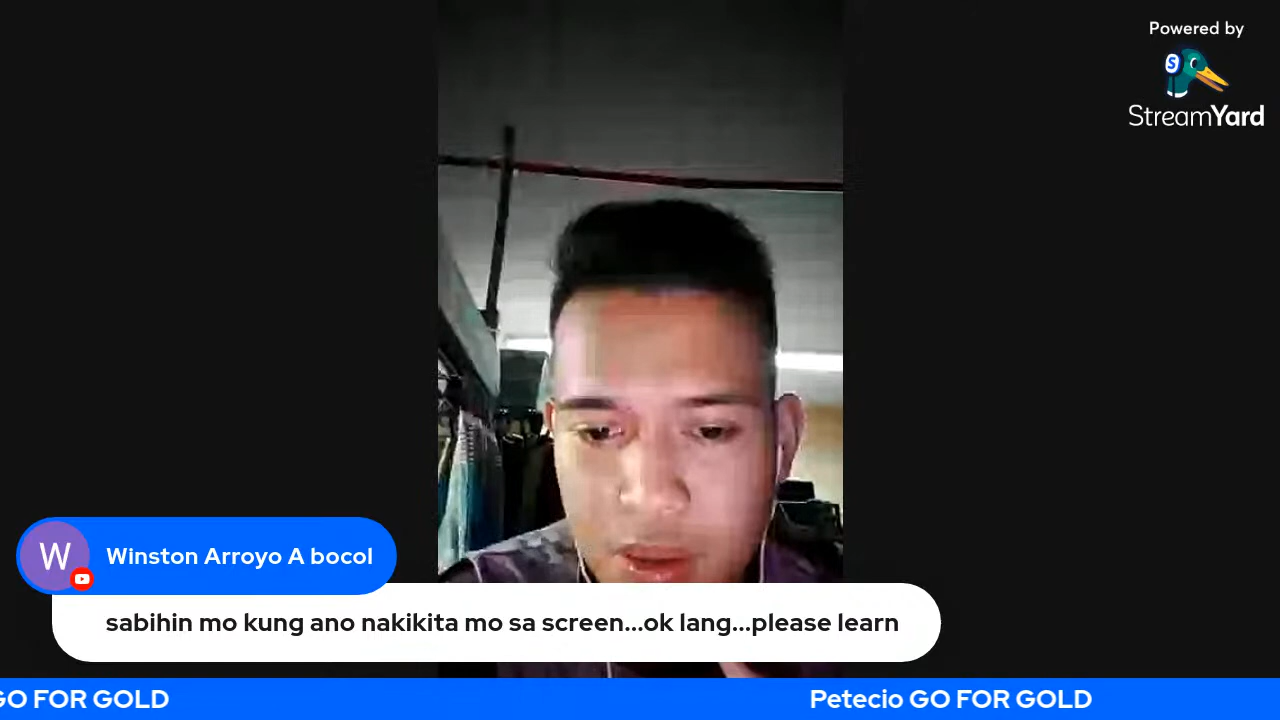 Powered by
S
StreamYard
W
Winston Arroyo A bocol
sabihin mo kung ano nakikita mo sa screen...ok lang...please learn
GO FOR GOLD
Petecio GO FOR GOLD